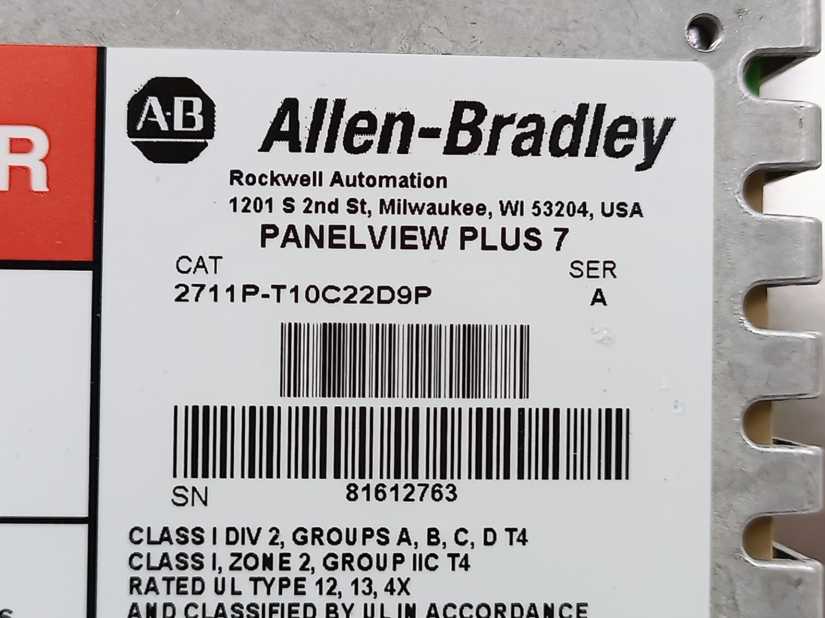 R
A·B Allen-Bradley
Rockwell Automation
1201 S 2nd St, Milwaukee, WI 53204, USA
PANELVIEW PLUS 7
CAT SER
2711P-T10C22D9P A
SN 81612763
CLASS I DIV 2, GROUPS A, B, C, D T4
CLASS I, ZONE 2, GROUP IIC T4
RATED UL TYPE 12, 13, 4X
AND CLASSIFIED BY UL IN ACCORDANCE